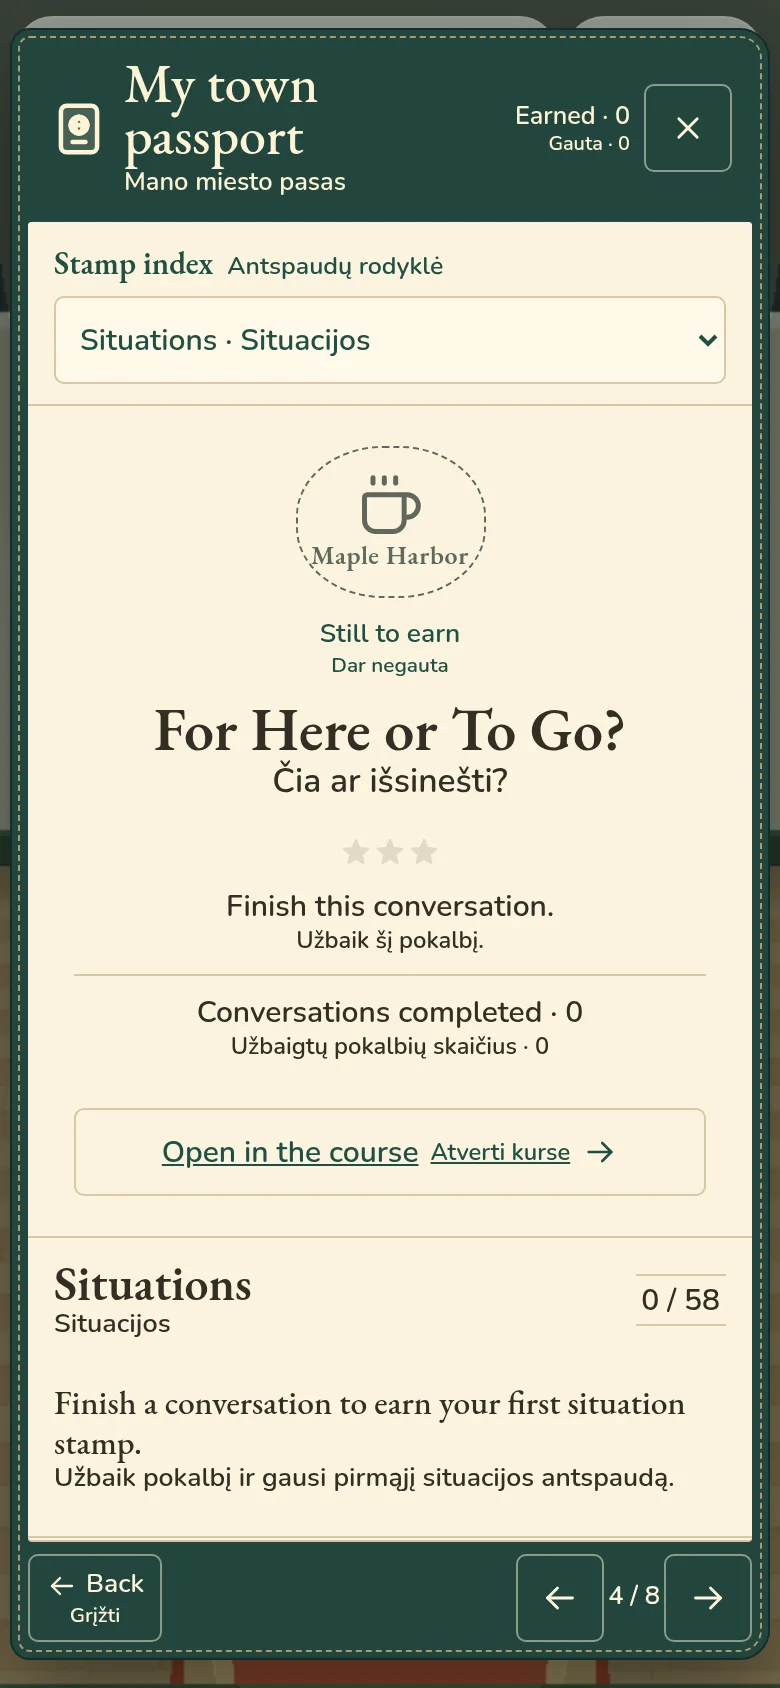 My town
passport
Mano miesto pasas
Earned · 0
Gauta · 0
Stamp index Antspaudų rodyklė
Situations · Situacijos
Maple Harbor
Still to earn
Dar negauta
For Here or To Go?
Čia ar išsinešti?
Finish this conversation.
Užbaik šį pokalbį.
Conversations completed · 0
Užbaigtų pokalbių skaičius · 0
Open in the course Atverti kurse →
Situations
Situacijos
0 / 58
Finish a conversation to earn your first situation
stamp.
Užbaik pokalbį ir gausi pirmąjį situacijos antspaudą.
← Back
Grįžti
← 4 / 8 →